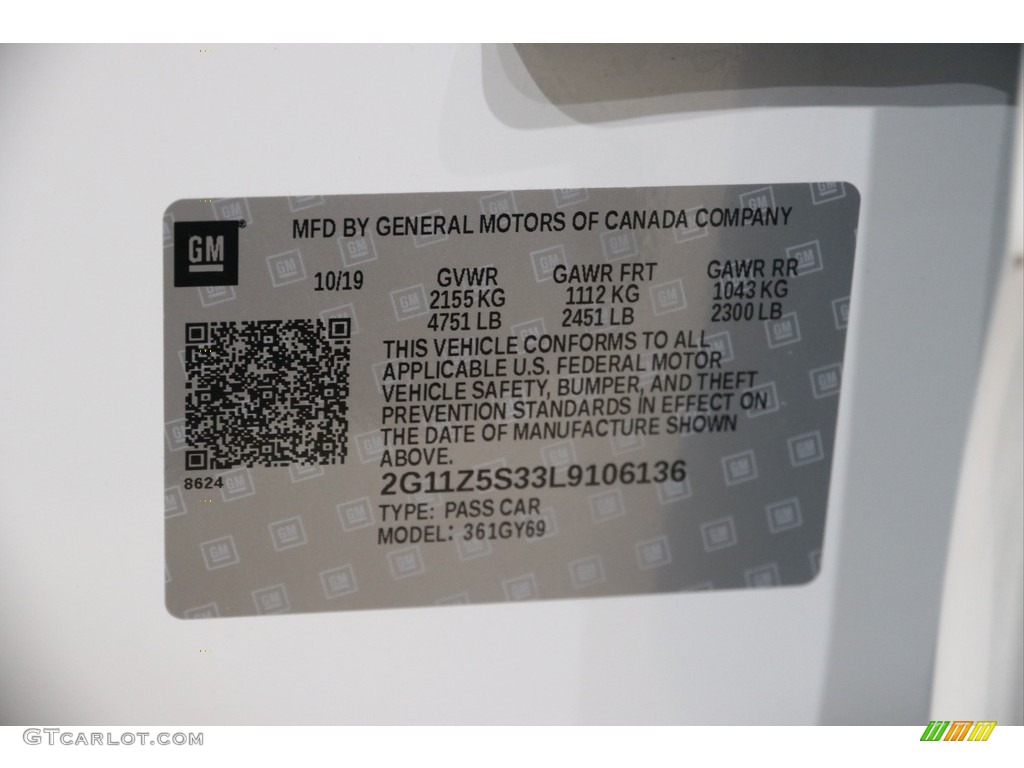 GM
MFD BY GENERAL MOTORS OF CANADA COMPANY
10/19
GVWR
2155 KG
4751 LB
GAWR FRT
1112 KG
2451 LB
GAWR RR
1043 KG
2300 LB
THIS VEHICLE CONFORMS TO ALL
APPLICABLE U.S. FEDERAL MOTOR
VEHICLE SAFETY, BUMPER, AND THEFT
PREVENTION STANDARDS IN EFFECT ON
THE DATE OF MANUFACTURE SHOWN
ABOVE.
8624
2G11Z5S33L9106136
TYPE: PASS CAR
MODEL: 361GY69
GTcarlot.com